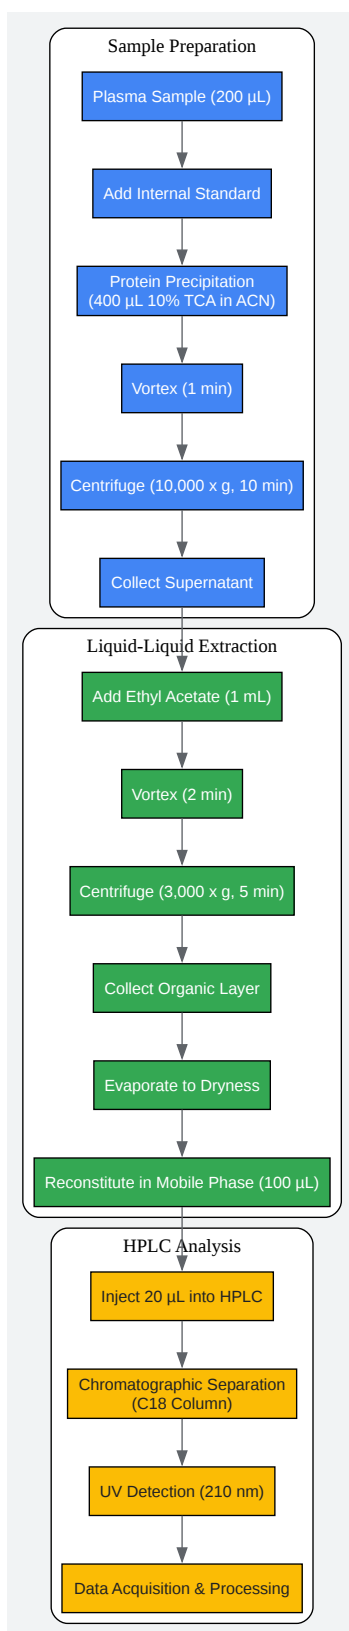 Sample Preparation
Plasma Sample (200 µL)
Add Internal Standard
Protein Precipitation
(400 µL 10% TCA in ACN)
Vortex (1 min)
Centrifuge (10,000 x g, 10 min)
Collect Supernatant
Liquid-Liquid Extraction
Add Ethyl Acetate (1 mL)
Vortex (2 min)
Centrifuge (3,000 x g, 5 min)
Collect Organic Layer
Evaporate to Dryness
Reconstitute in Mobile Phase (100 µL)
HPLC Analysis
Inject 20 µL into HPLC
Chromatographic Separation
(C18 Column)
UV Detection (210 nm)
Data Acquisition & Processing